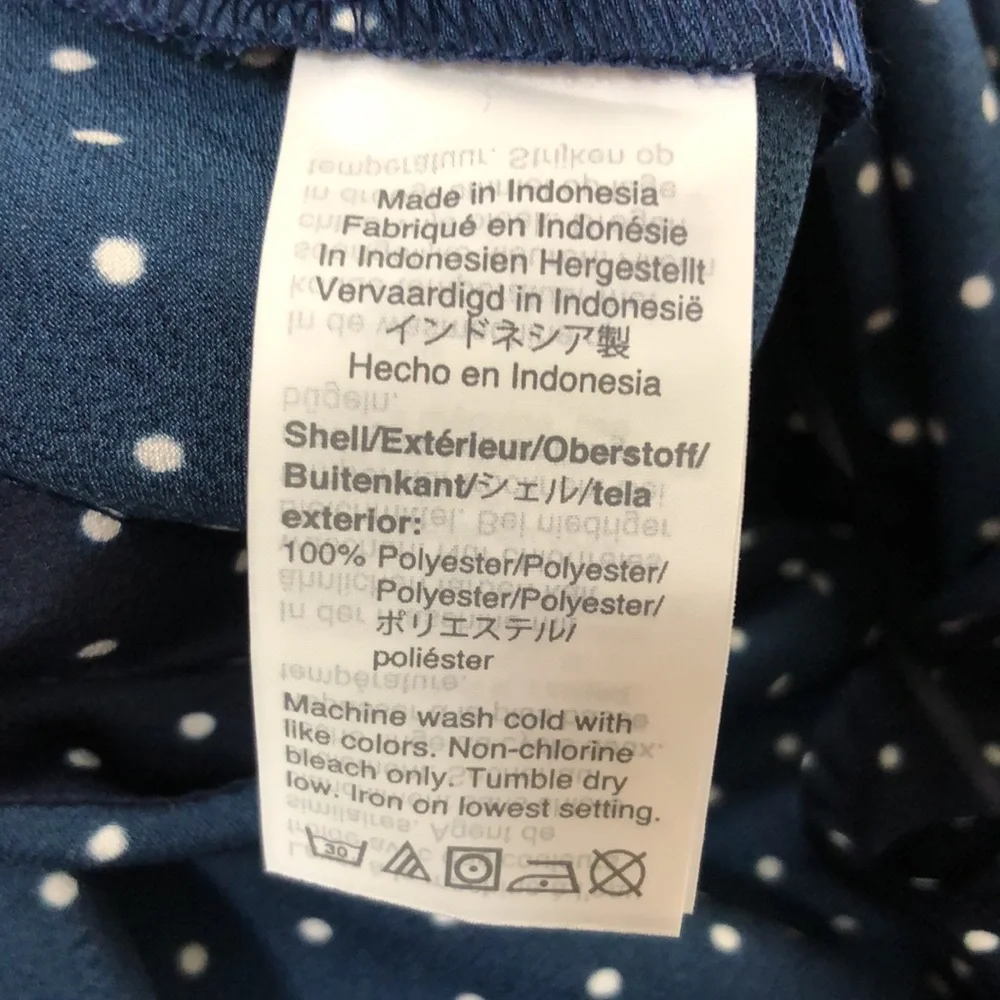 Made in Indonesia
Fabriqué en Indonésie
In Indonesien Hergestellt
Vervaardigd in Indonesië
インドネシア製
Hecho en Indonesia
Shell/Extérieur/Oberstoff/
Buitenkant/シェル/tela
exterior:
100% Polyester/Polyester/
Polyester/Polyester/
ポリエステル/
poliéster
Machine wash cold with
like colors. Non-chlorine
bleach only. Tumble dry
low. Iron on lowest setting.
30